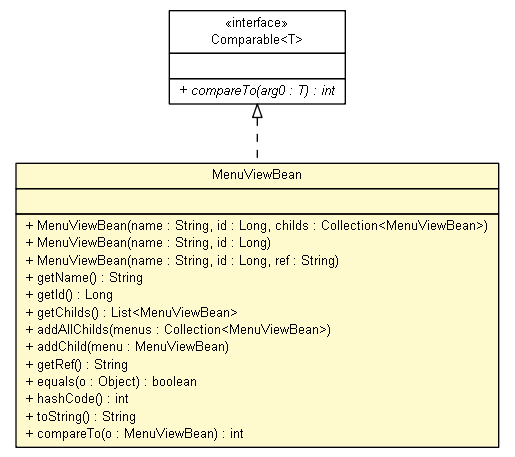 «interface»
Comparable<T>
+ compareTo(arg0 : T) : int
MenuViewBean
+ MenuViewBean(name : String, id : Long, childs : Collection<MenuViewBean>)
+ MenuViewBean(name : String, id : Long)
+ MenuViewBean(name : String, id : Long, ref : String)
+ getName() : String
+ getId() : Long
+ getChilds() : List<MenuViewBean>
+ addAllChilds(menus : Collection<MenuViewBean>)
+ addChild(menu : MenuViewBean)
+ getRef() : String
+ equals(o : Object) : boolean
+ hashCode() : int
+ toString() : String
+ compareTo(o : MenuViewBean) : int